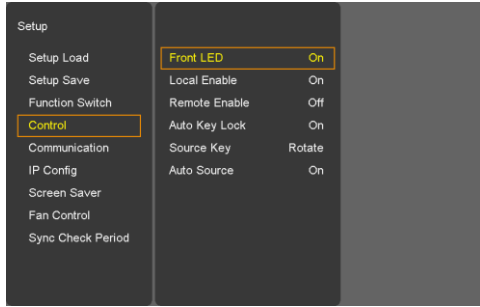 Setup
Setup Load
Setup Save
Function Switch
Control
Communication
IP Config
Screen Saver
Fan Control
Sync Check Period
Front LED On
Local Enable On
Remote Enable Off
Auto Key Lock On
Source Key Rotate
Auto Source On